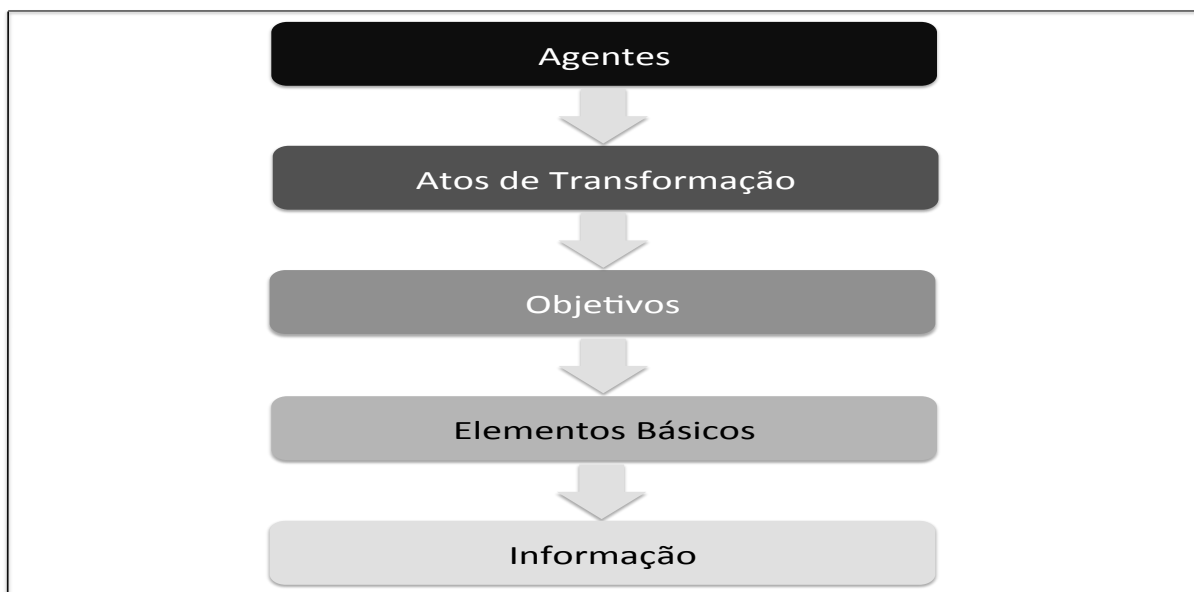 Agentes
Atos de Transformação
Objetivos
Elementos Básicos
Informação